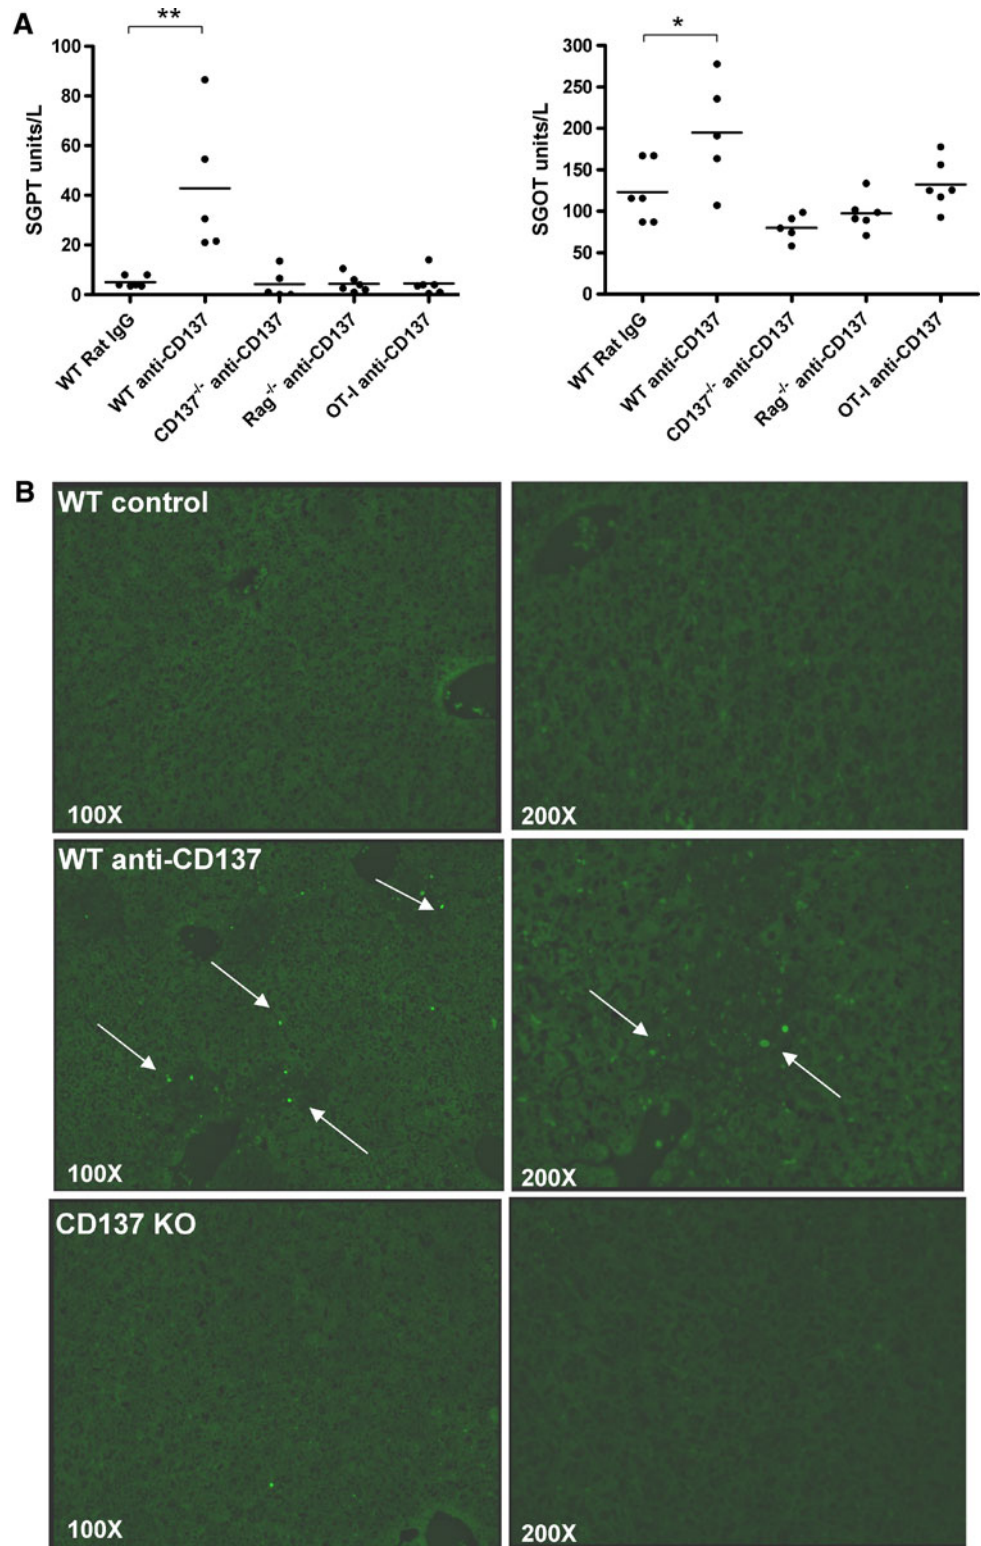 A
**
SGPT units/L
100
80
60
40
20
0
WT Rat IgG
WT anti-CD137
CD137-/- anti-CD137
Rag-/- anti-CD137
OT-I anti-CD137
*
SGOT units/L
300
250
200
150
100
50
0
WT Rat IgG
WT anti-CD137
CD137-/- anti-CD137
Rag-/- anti-CD137
OT-I anti-CD137
B
WT control
100X
200X
WT anti-CD137
100X
200X
CD137 KO
100X
200X